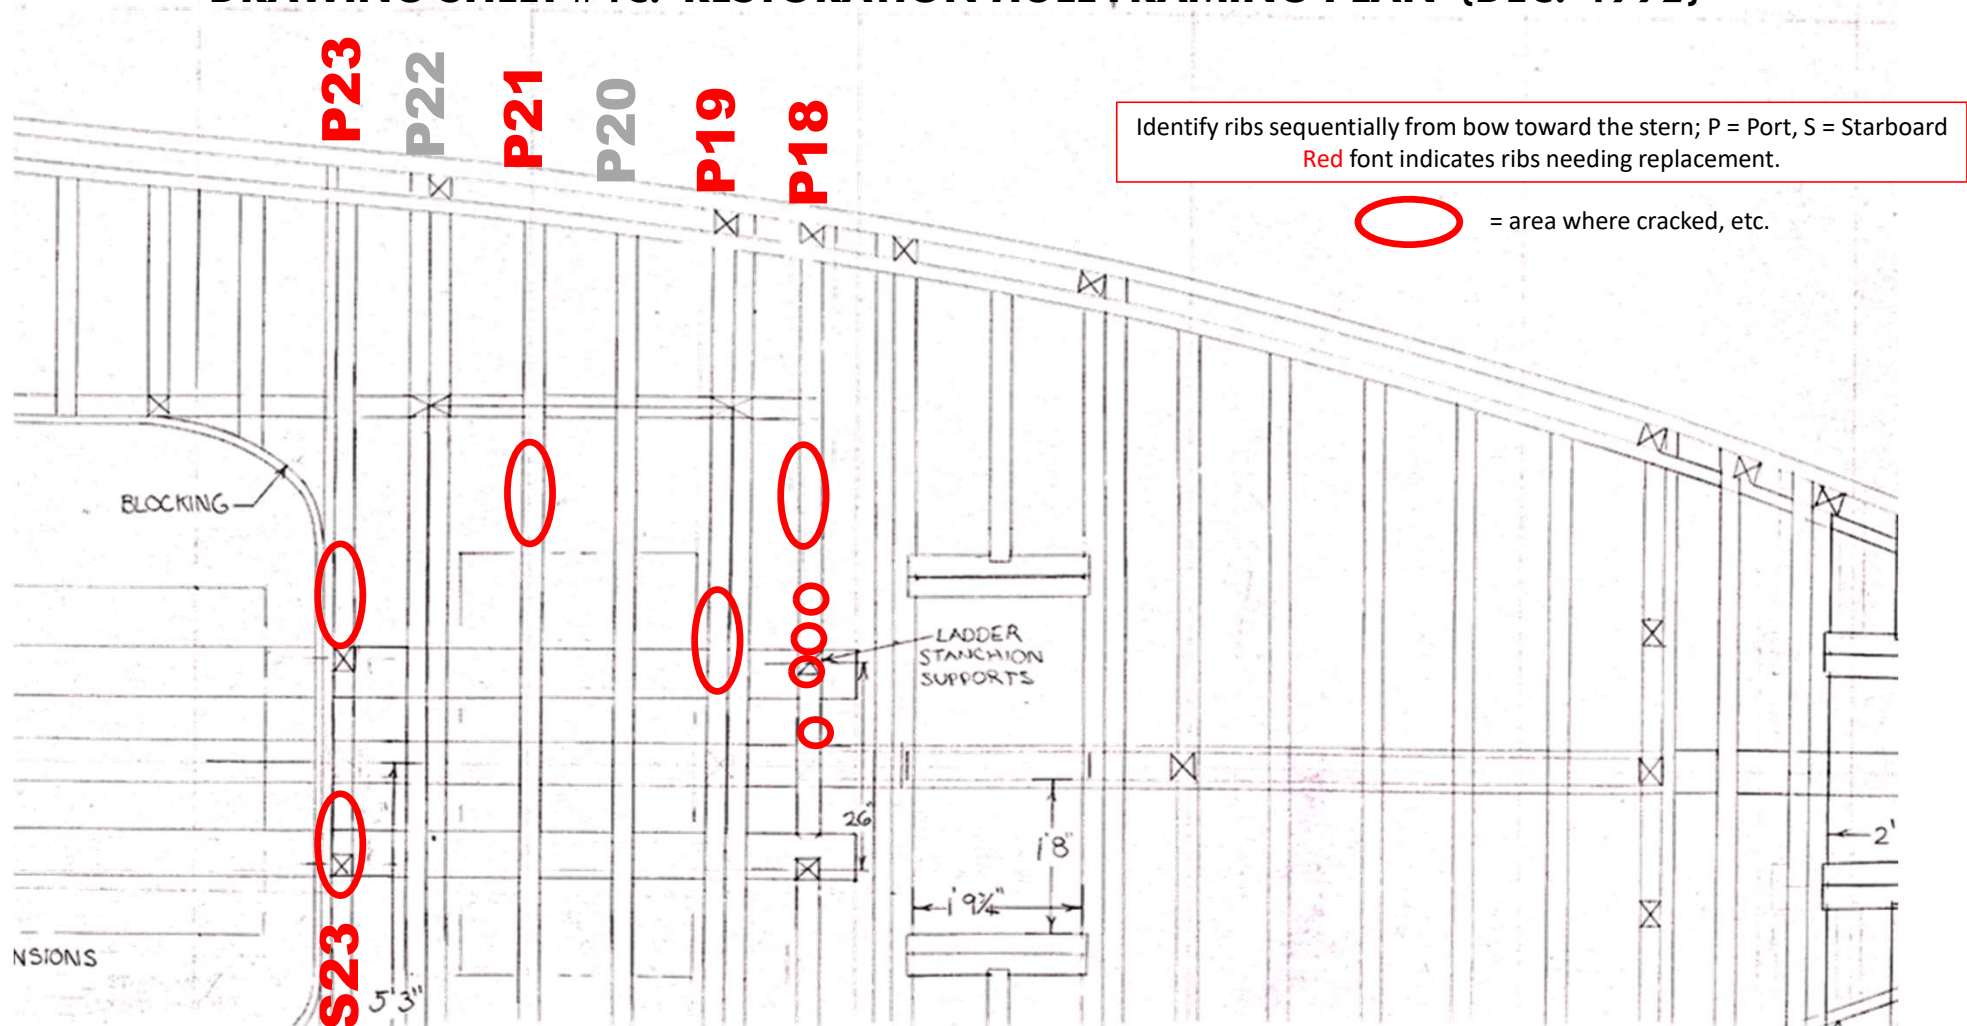 P23
P22
P21
P20
P19
P18
Identify ribs sequentially from bow toward the stern; P = Port, S = Starboard
Red font indicates ribs needing replacement.
= area where cracked, etc.
BLOCKING
LADDER
STANCHION
SUPPORTS
26"
1'8"
1'9¾"
2'
NSIONS
S23
5'3"